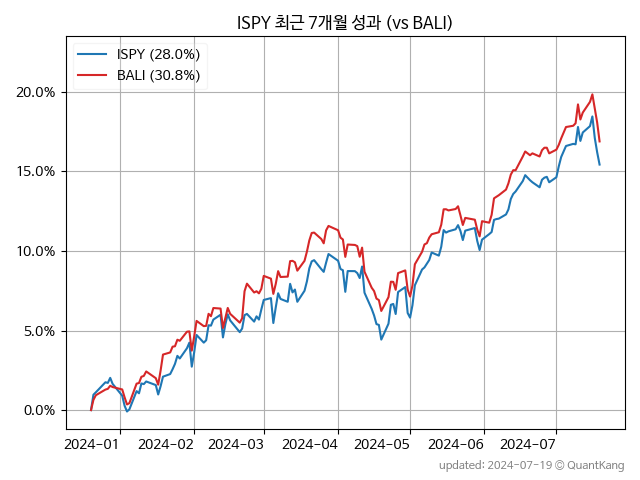 ISPY 최근 7개월 성과 (vs BALI)
ISPY (28.0%)
BALI (30.8%)
20.0%
15.0%
10.0%
5.0%
0.0%
2024-01 2024-02 2024-03 2024-04 2024-05 2024-06 2024-07
updated: 2024-07-19 © QuantKang